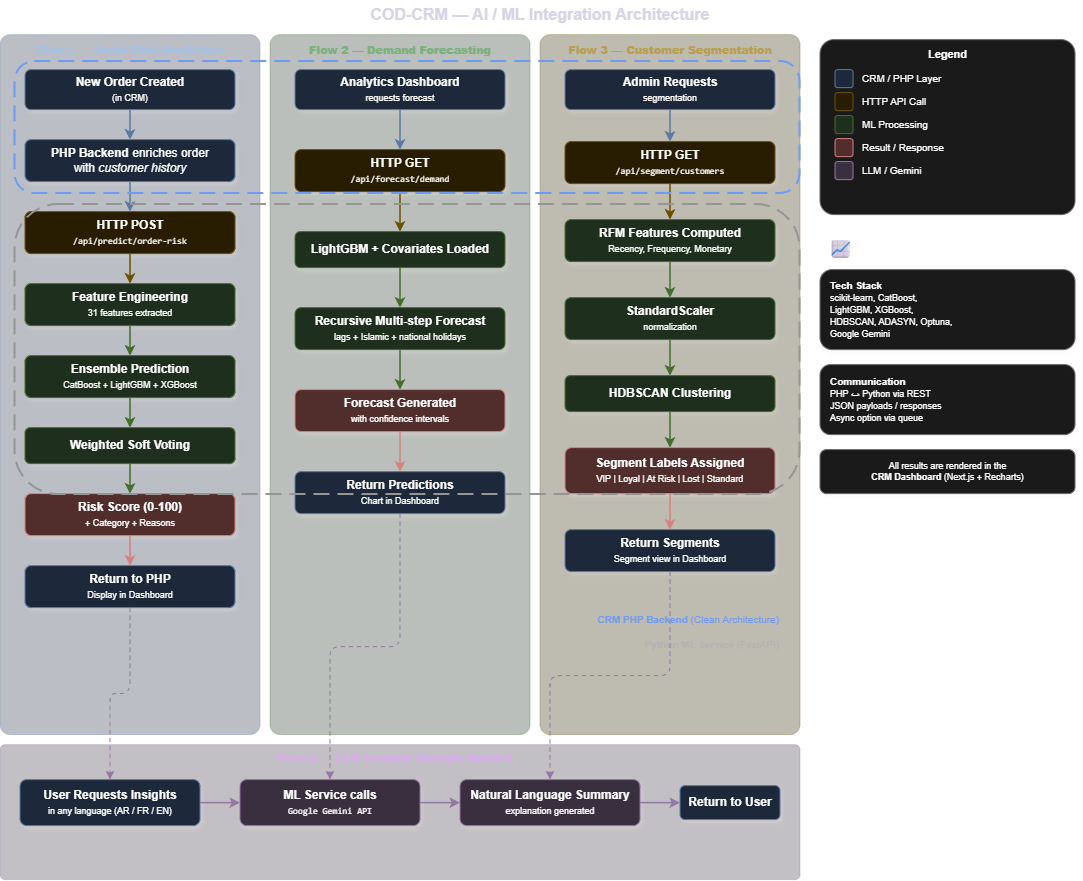 COD-CRM — AI / ML Integration Architecture
Flow 2 — Demand Forecasting
Flow 3 — Customer Segmentation
New Order Created
(in CRM)
PHP Backend enriches order
with customer history
HTTP POST
/api/predict/order-risk
Feature Engineering
31 features extracted
Ensemble Prediction
CatBoost + LightGBM + XGBoost
Weighted Soft Voting
Risk Score (0-100)
+ Category + Reasons
Return to PHP
Display in Dashboard
Analytics Dashboard
requests forecast
HTTP GET
/api/forecast/demand
LightGBM + Covariates Loaded
Recursive Multi-step Forecast
lags + Islamic + national holidays
Forecast Generated
with confidence intervals
Return Predictions
Chart in Dashboard
Admin Requests
segmentation
HTTP GET
/api/segment/customers
RFM Features Computed
Recency, Frequency, Monetary
StandardScaler
normalization
HDBSCAN Clustering
Segment Labels Assigned
VIP | Loyal | At Risk | Lost | Standard
Return Segments
Segment view in Dashboard
CRM PHP Backend (Clean Architecture)
Python ML Service (FastAPI)
User Requests Insights
in any language (AR / FR / EN)
ML Service calls
Google Gemini API
Natural Language Summary
explanation generated
Return to User
Legend
CRM / PHP Layer
HTTP API Call
ML Processing
Result / Response
LLM / Gemini
Tech Stack
scikit-learn, CatBoost,
LightGBM, XGBoost,
HDBSCAN, ADASYN, Optuna,
Google Gemini
Communication
PHP ↔ Python via REST
JSON payloads / responses
Async option via queue
All results are rendered in the
CRM Dashboard (Next.js + Recharts)